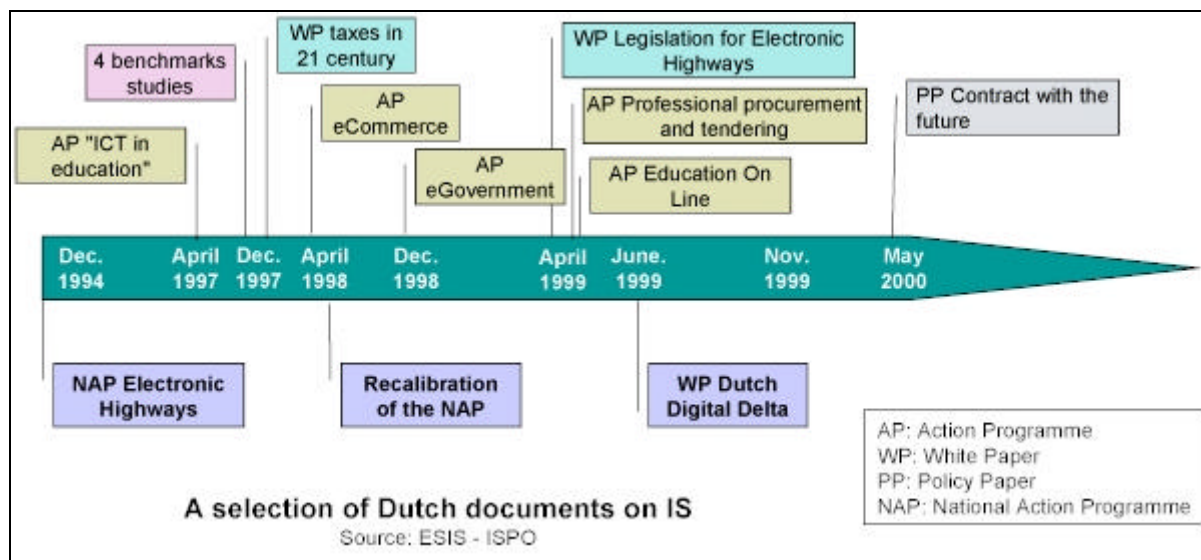 WP taxes in
21 century
WP Legislation for Electronic
Highways
4 benchmarks
studies
AP
eCommerce
AP Professional procurement
and tendering
PP Contract with the
future
AP "ICT in
education"
AP
eGovernment
AP Education On
Line
Dec.
1994
April
1997
Dec.
1997
April
1998
Dec.
1998
April
1999
June.
1999
Nov.
1999
May
2000
NAP Electronic
Highways
Recalibration
of the NAP
WP Dutch
Digital Delta
AP: Action Programme
WP: White Paper
PP: Policy Paper
NAP: National Action Programme
A selection of Dutch documents on IS
Source: ESIS - ISPO